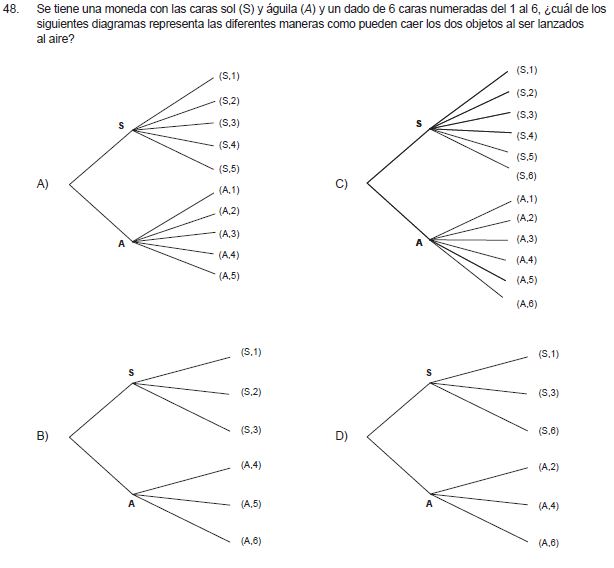 48. Se tiene una moneda con las caras sol (S) y águila (A) y un dado de 6 caras numeradas del 1 al 6, ¿cuál de los
siguientes diagramas representa las diferentes maneras como pueden caer los dos objetos al ser lanzados
al aire?
A)
S
(S,1)
(S,2)
(S,3)
(S,4)
(S,5)
A
(A,1)
(A,2)
(A,3)
(A,4)
(A,5)
C)
S
(S,1)
(S,2)
(S,3)
(S,4)
(S,5)
(S,6)
A
(A,1)
(A,2)
(A,3)
(A,4)
(A,5)
(A,6)
B)
S
(S,1)
(S,2)
(S,3)
A
(A,4)
(A,5)
(A,6)
D)
S
(S,1)
(S,3)
(S,6)
A
(A,2)
(A,4)
(A,6)